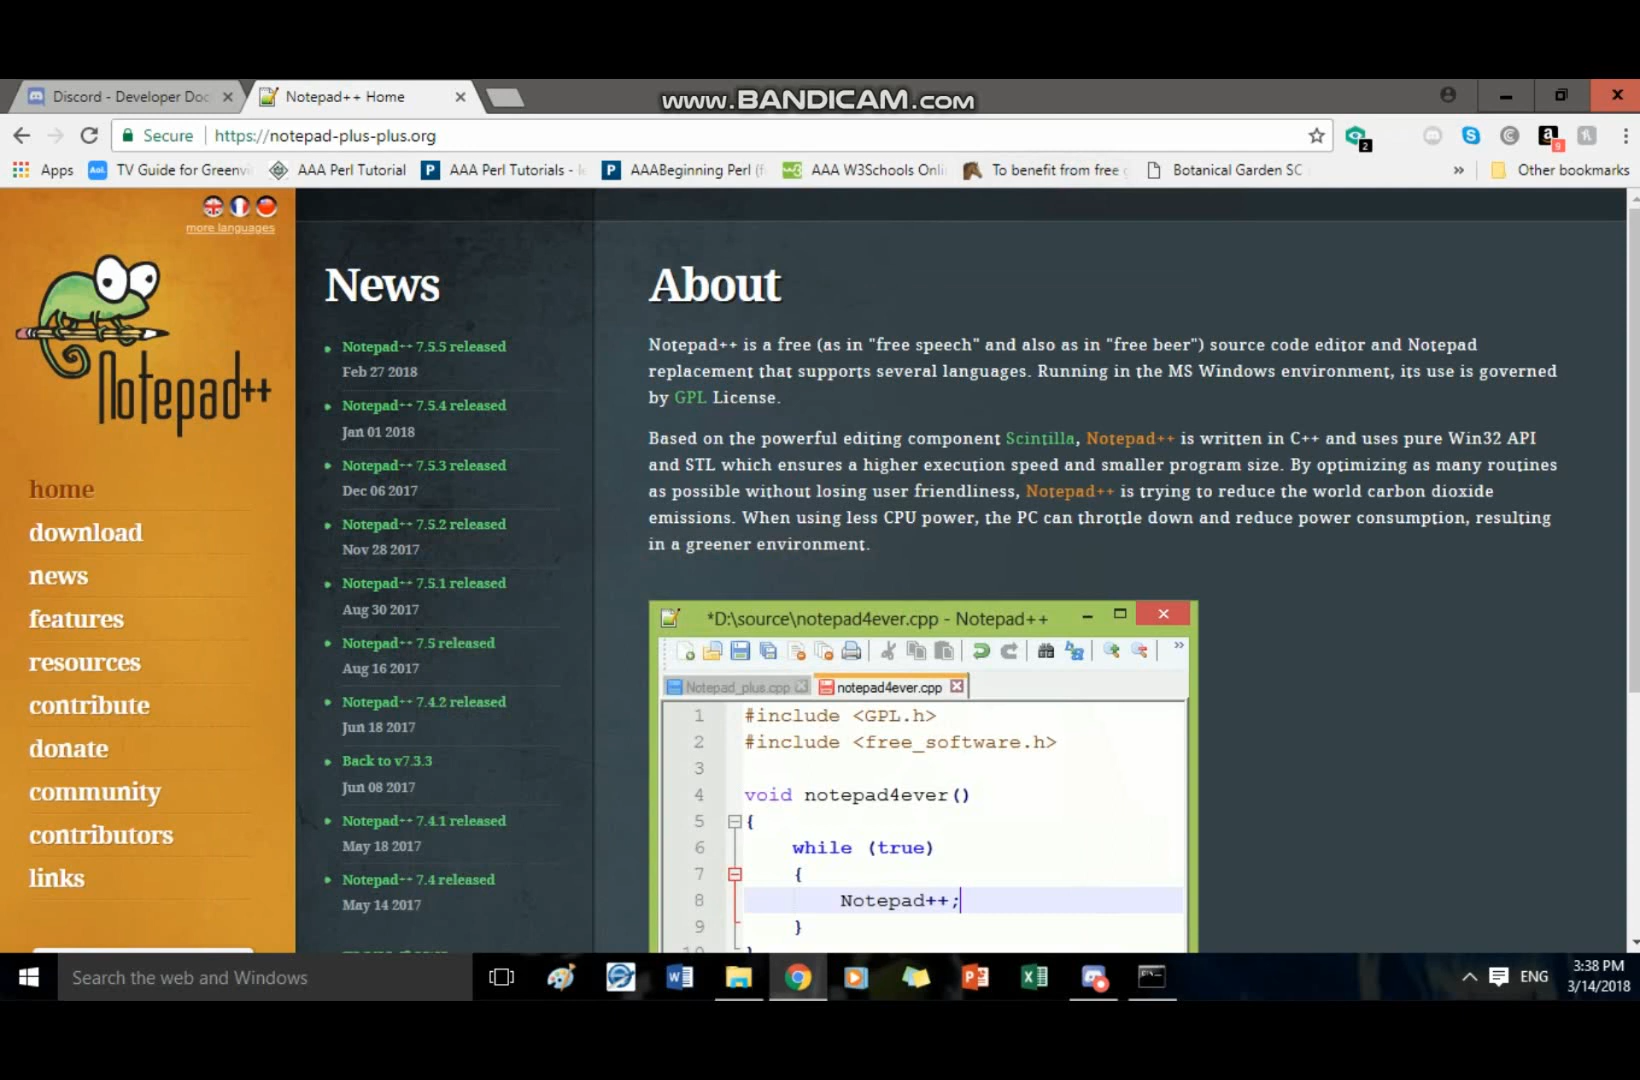 Discord - Developer Doc
Notepad++ Home
www.BANDICAM.com
Secure
https://notepad-plus-plus.org
2
9
Apps
TV Guide for Greenvi
AAA Perl Tutorial
AAA Perl Tutorials - le
AAABeginning Perl (f
AAA W3Schools Onli
To benefit from free
Botanical Garden SC
»
Other bookmarks
more languages
Notepad++
home
download
news
features
resources
contribute
donate
community
contributors
links
News
Notepad++ 7.5.5 released
Feb 27 2018
Notepad++ 7.5.4 released
Jan 01 2018
Notepad++ 7.5.3 released
Dec 06 2017
Notepad++ 7.5.2 released
Nov 28 2017
Notepad++ 7.5.1 released
Aug 30 2017
Notepad++ 7.5 released
Aug 16 2017
Notepad++ 7.4.2 released
Jun 18 2017
Back to v7.3.3
Jun 08 2017
Notepad++ 7.4.1 released
May 18 2017
Notepad++ 7.4 released
May 14 2017
About
Notepad++ is a free (as in "free speech" and also as in "free beer") source code editor and Notepad
replacement that supports several languages. Running in the MS Windows environment, its use is governed
by GPL License.
Based on the powerful editing component Scintilla, Notepad++ is written in C++ and uses pure Win32 API
and STL which ensures a higher execution speed and smaller program size. By optimizing as many routines
as possible without losing user friendliness, Notepad++ is trying to reduce the world carbon dioxide
emissions. When using less CPU power, the PC can throttle down and reduce power consumption, resulting
in a greener environment.
*D:\source\notepad4ever.cpp - Notepad++
Notepad_plus.cpp
notepad4ever.cpp
1 #include <GPL.h>
2 #include <free_software.h>
3
4 void notepad4ever()
5 {
6 while (true)
7 {
8 Notepad++;
9 }
10 }
Search the web and Windows
ENG
3:38 PM
3/14/2018